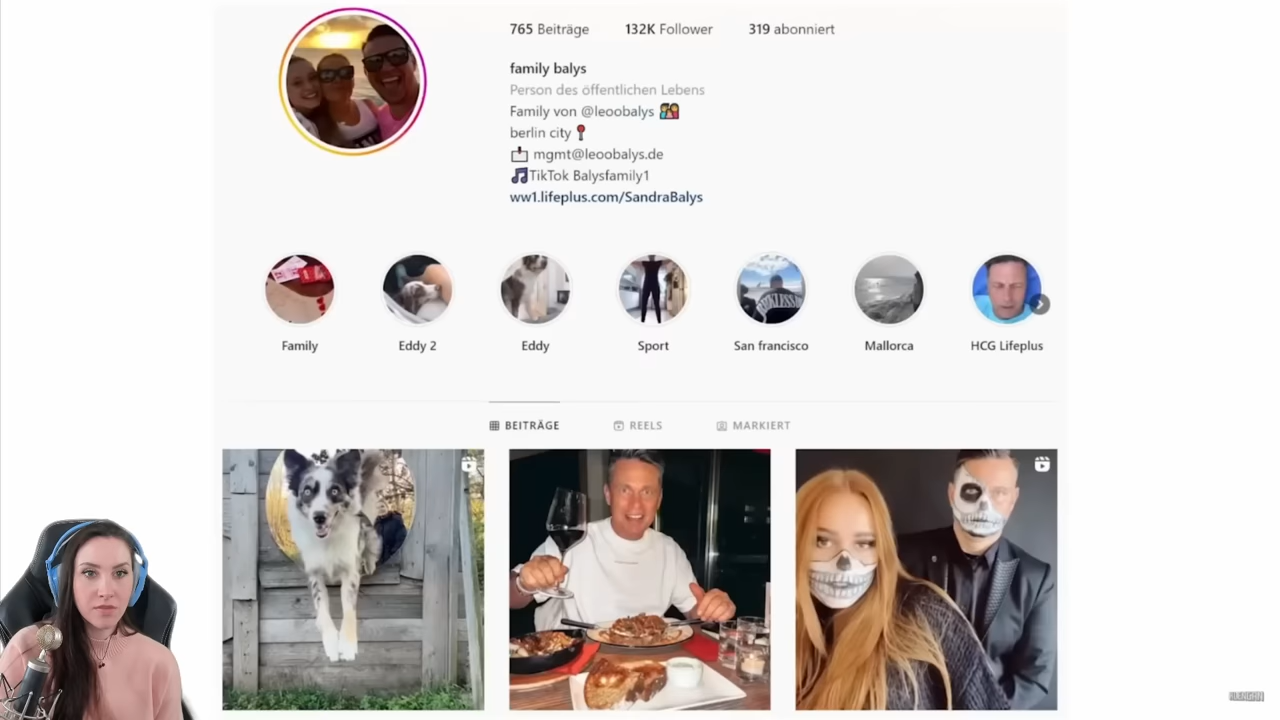 765 Beiträge 132K Follower 319 abonniert
family balys
Person des öffentlichen Lebens
Family von @leoobalys
berlin city
mgmt@leoobalys.de
TikTok Balysfamily1
ww1.lifeplus.com/SandraBalys
Family Eddy 2 Eddy Sport San francisco Mallorca HCG Lifeplus
BEITRÄGE REELS MARKIERT